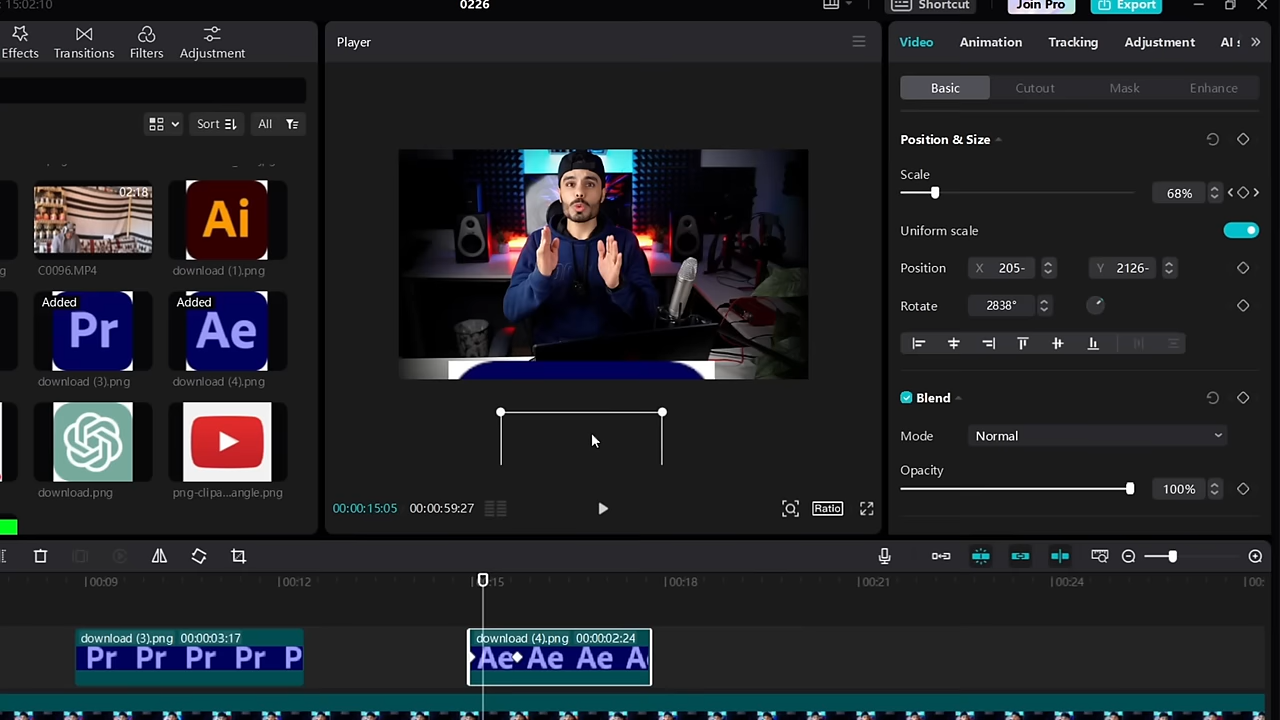 15:02:10
0226
Shortcut
Join Pro
Export
Effects
Transitions
Filters
Adjustment
Player
Video
Animation
Tracking
Adjustment
AI
Basic
Cutout
Mask
Enhance
Sort
All
Position & Size
Scale
68%
Uniform scale
Position
X 205-
Y 2126-
Rotate
2838°
02:18
C0096.MP4
Ai
download (1).png
Added
Pr
download (3).png
Added
Ae
download (4).png
Blend
Mode
Normal
Opacity
100%
download.png
png-clipa...angle.png
00:00:15:05
00:00:59:27
Ratio
00:09
00:12
:15
00:18
00:21
00:24
00:
download (3).png 00:00:03:17
Pr Pr Pr Pr P
download (4).png 00:00:02:24
Ae Ae Ae A